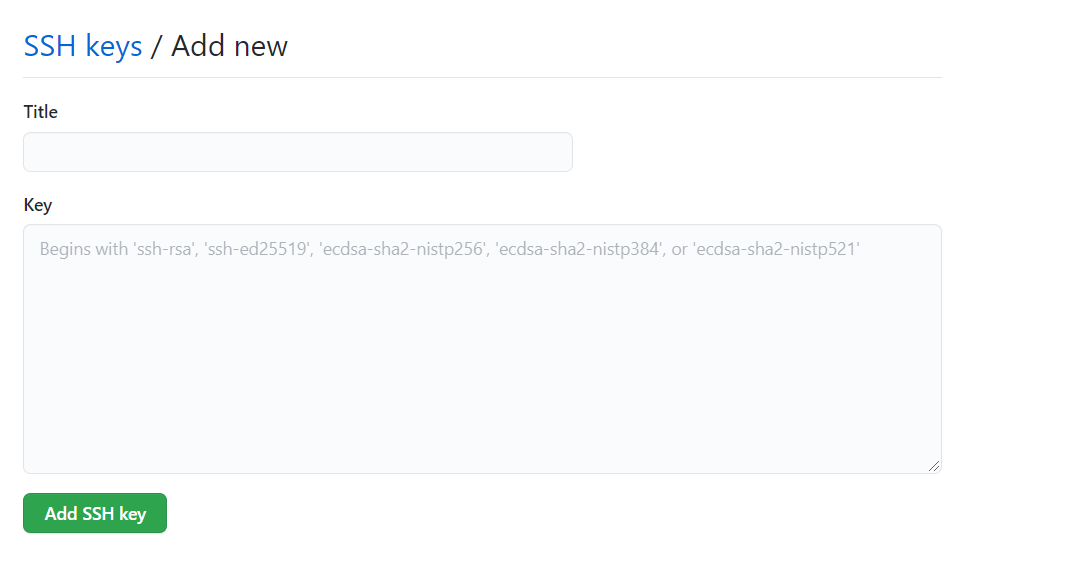 SSH keys / Add new
Title
Key
Begins with 'ssh-rsa', 'ssh-ed25519', 'ecdsa-sha2-nistp256', 'ecdsa-sha2-nistp384', or 'ecdsa-sha2-nistp521'
Add SSH key